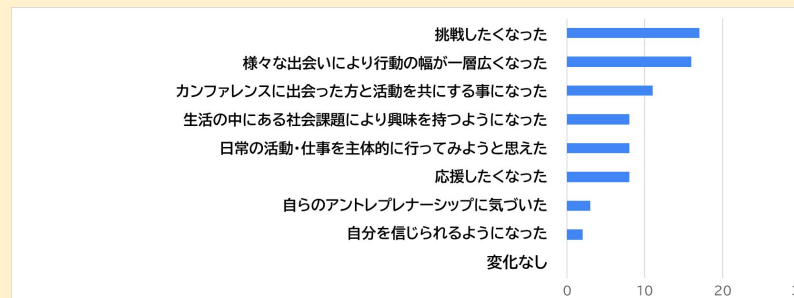 挑戦したくなった
様々な出会いにより行動の幅が一層広くなった
カンファレンスに出会った方と活動を共にする事になった
生活の中にある社会課題により興味を持つようになった
日常の活動・仕事を主体的に行ってみようと思えた
応援したくなった
自らのアントレプレナーシップに気づいた
自分を信じられるようになった
変化なし
0 10 20